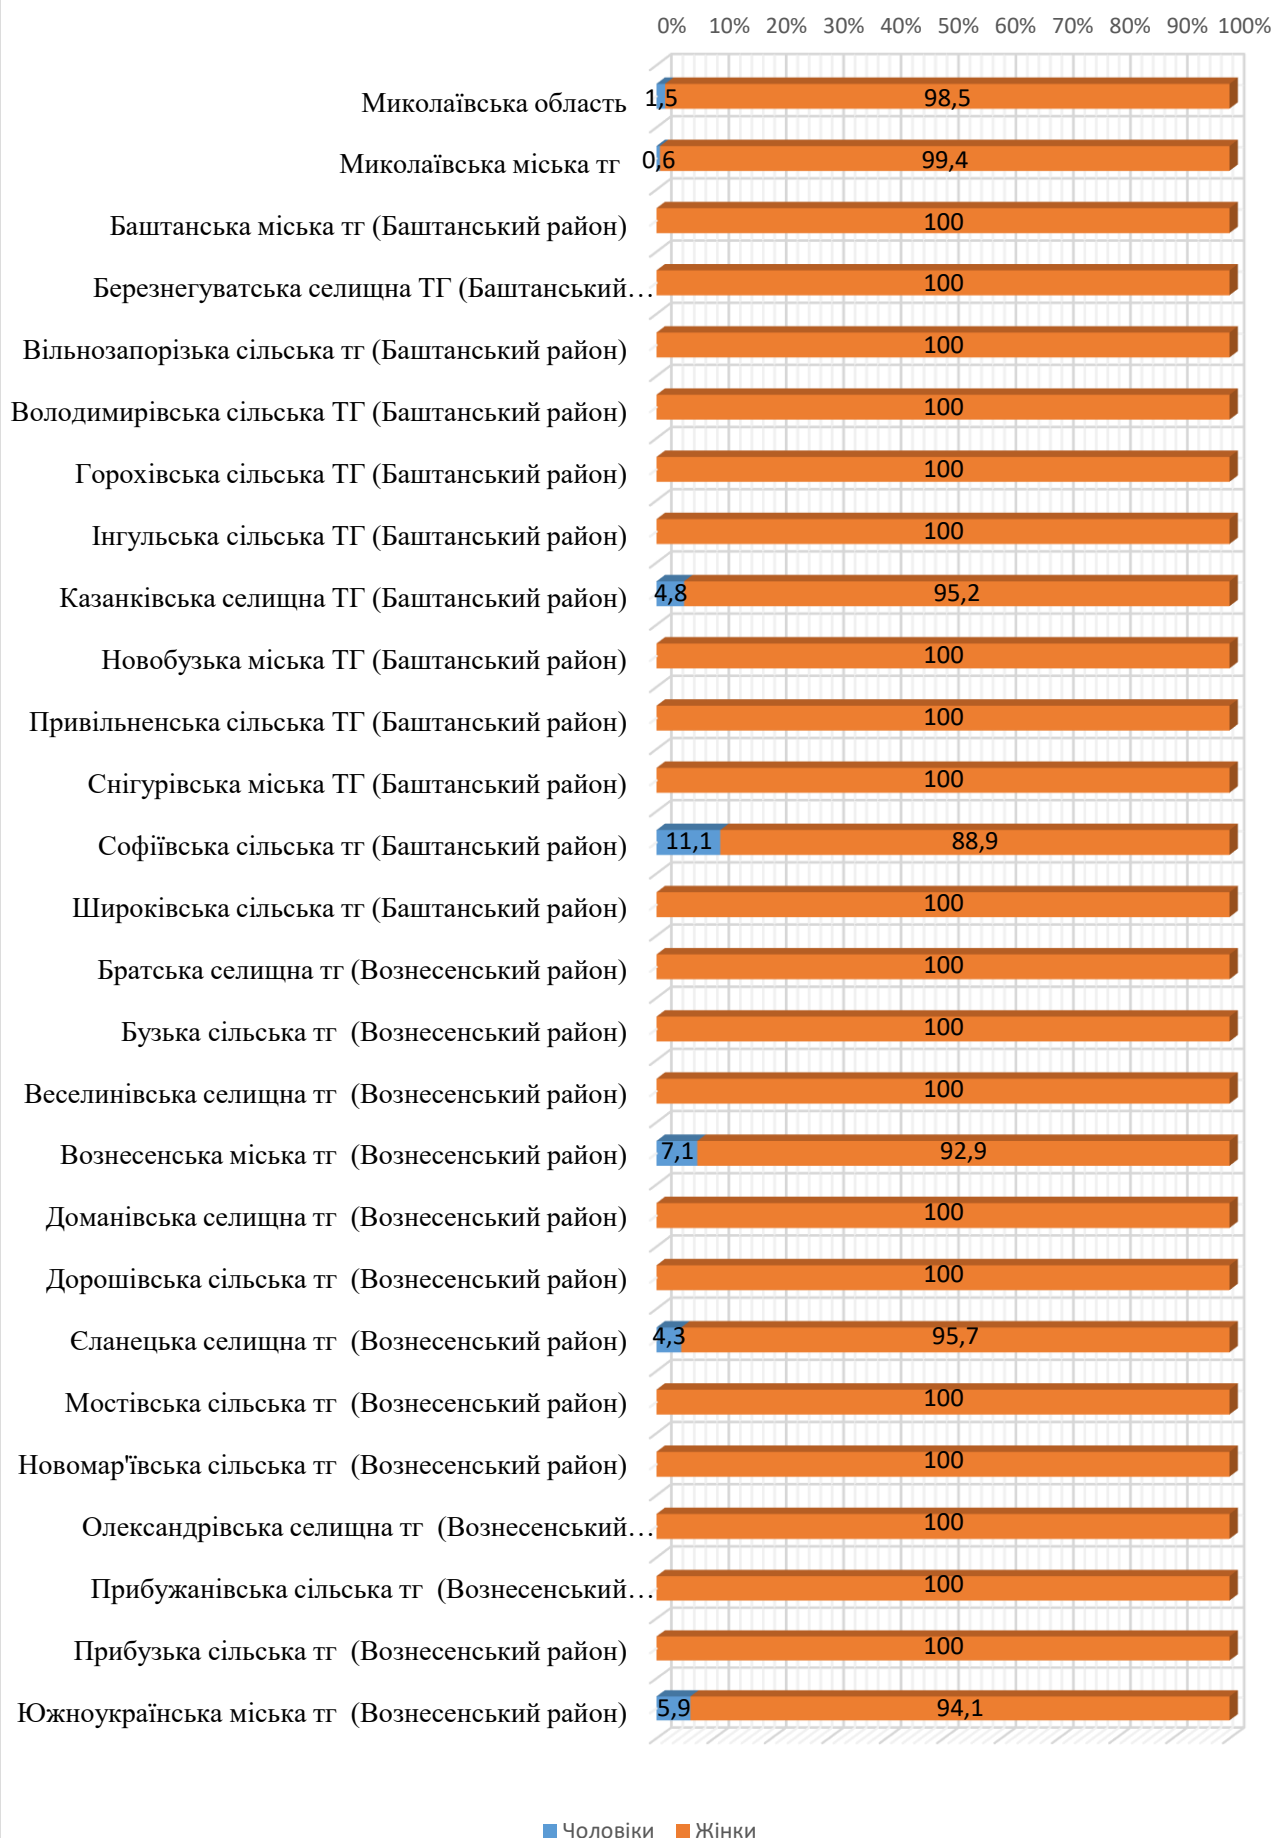 0% 10% 20% 30% 40% 50% 60% 70% 80% 90% 100%
Миколаївська область 1,5 98,5
Миколаївська міська тг 0,6 99,4
Баштанська міська тг (Баштанський район) 100
Березнегуватська селищна ТГ (Баштанський… 100
Вільнозапорізька сільська тг (Баштанський район) 100
Володимирівська сільська ТГ (Баштанський район) 100
Горохівська сільська ТГ (Баштанський район) 100
Інгульська сільська ТГ (Баштанський район) 100
Казанківська селищна ТГ (Баштанський район) 4,8 95,2
Новобузька міська ТГ (Баштанський район) 100
Привільненська сільська ТГ (Баштанський район) 100
Снігурівська міська ТГ (Баштанський район) 100
Софіївська сільська тг (Баштанський район) 11,1 88,9
Широківська сільська тг (Баштанський район) 100
Братська селищна тг (Вознесенський район) 100
Бузька сільська тг (Вознесенський район) 100
Веселинівська селищна тг (Вознесенський район) 100
Вознесенська міська тг (Вознесенський район) 7,1 92,9
Доманівська селищна тг (Вознесенський район) 100
Дорошівська сільська тг (Вознесенський район) 100
Єланецька селищна тг (Вознесенський район) 4,3 95,7
Мостівська сільська тг (Вознесенський район) 100
Новомар'ївська сільська тг (Вознесенський район) 100
Олександрівська селищна тг (Вознесенський… 100
Прибужанівська сільська тг (Вознесенський… 100
Прибузька сільська тг (Вознесенський район) 100
Южноукраїнська міська тг (Вознесенський район) 5,9 94,1
Чоловіки Жінки